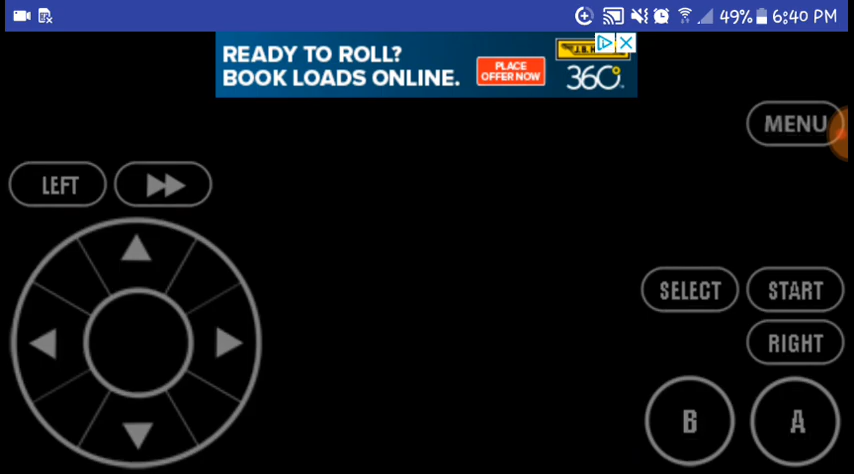 49% 6:40 PM
READY TO ROLL?
BOOK LOADS ONLINE.
PLACE
OFFER NOW
J.B. HUNT
360°
MENU
LEFT
SELECT
START
RIGHT
B
A